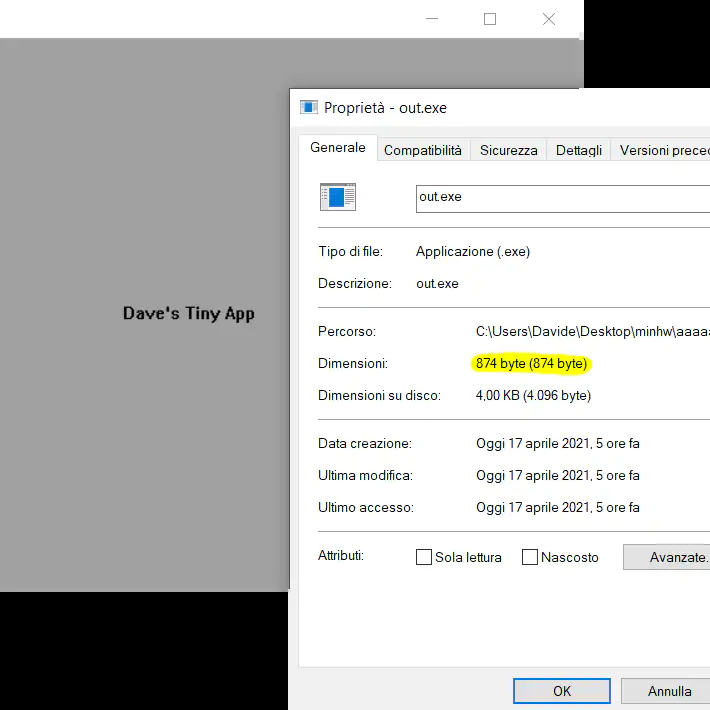 Proprietà - out.exe
Generale Compatibilità Sicurezza Dettagli Versioni prece
out.exe
Tipo di file: Applicazione (.exe)
Descrizione: out.exe
Dave's Tiny App
Percorso: C:\Users\Davide\Desktop\minhw\aaaa
Dimensioni: 874 byte (874 byte)
Dimensioni su disco: 4,00 KB (4.096 byte)
Data creazione: Oggi 17 aprile 2021, 5 ore fa
Ultima modifica: Oggi 17 aprile 2021, 5 ore fa
Ultimo accesso: Oggi 17 aprile 2021, 5 ore fa
Attributi: Sola lettura Nascosto Avanzate.
OK Annulla